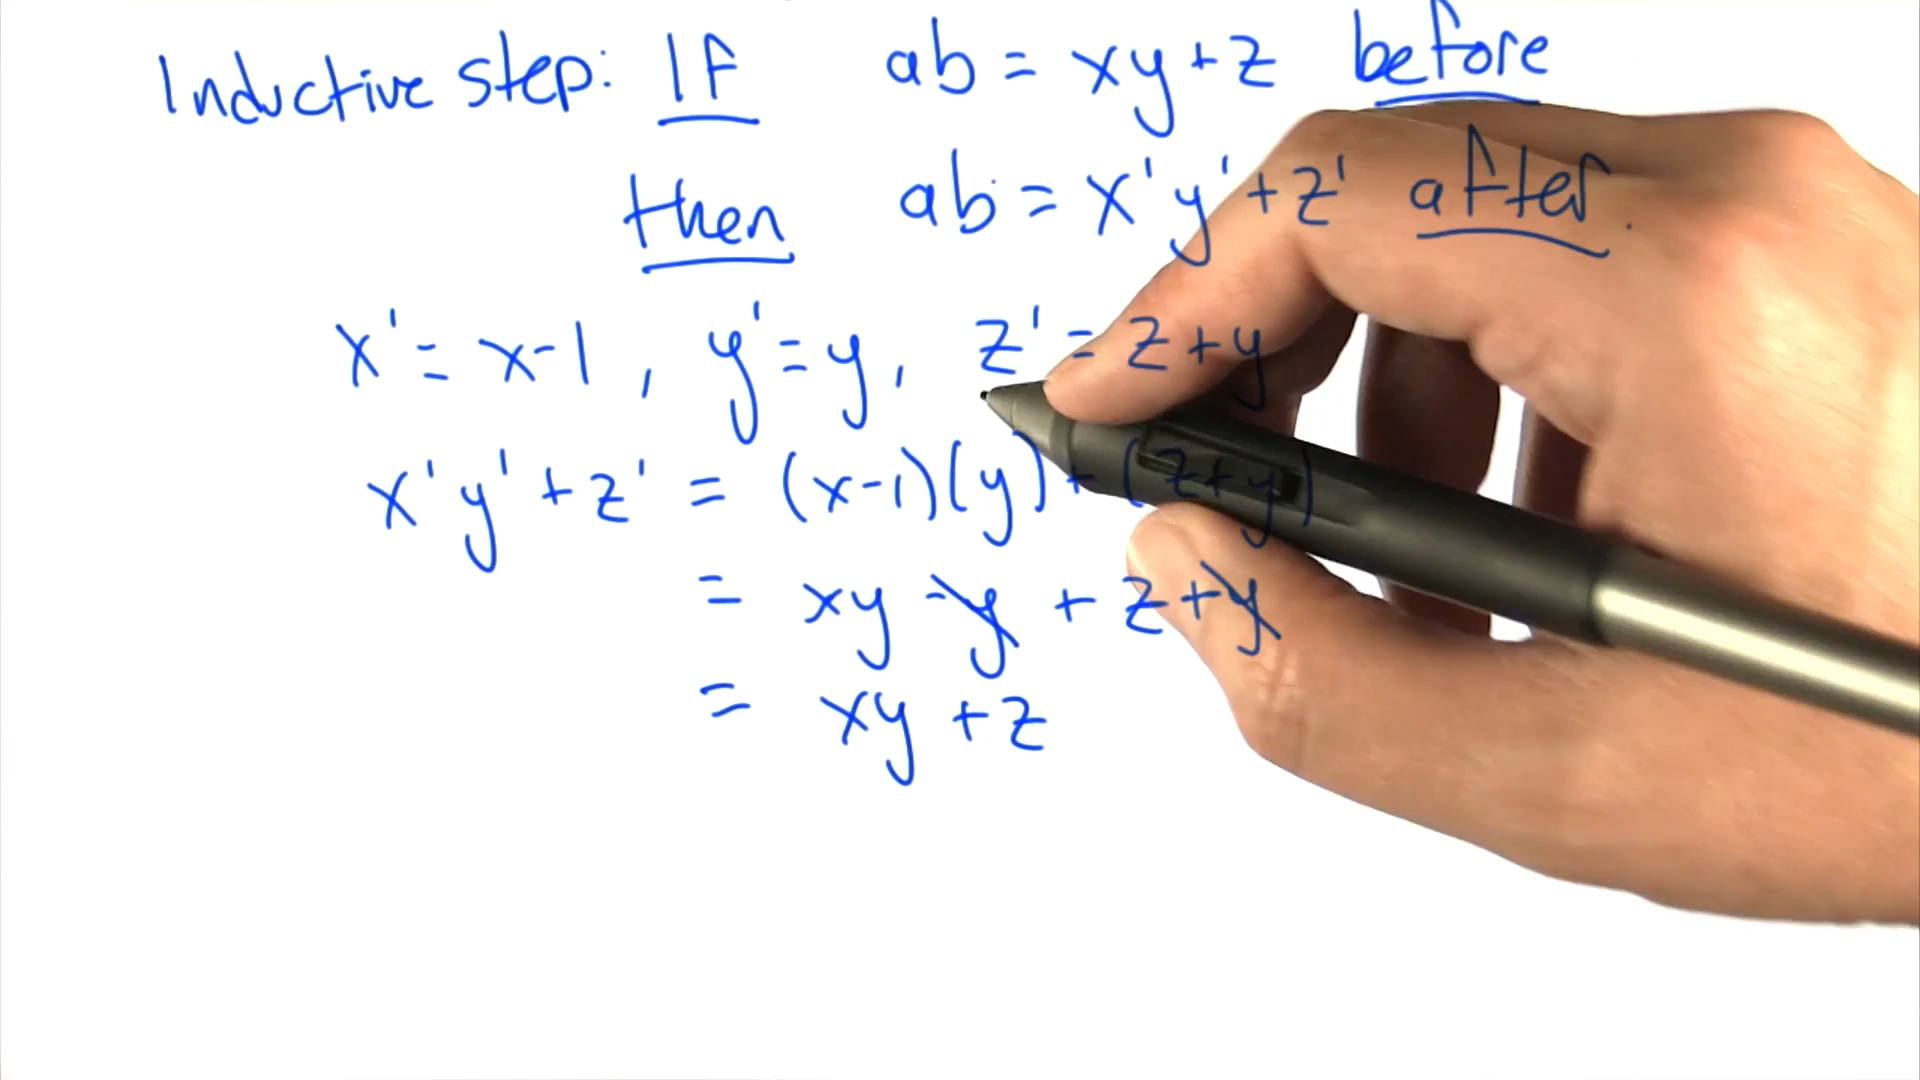 Inductive step: If ab = xy+z before
then ab = x'y'+z' after.
x' = x-1, y' = y, z' = z+y
x'y'+z' = (x-1)(y)+(z+y)
= xy-y+z+y
= xy+z